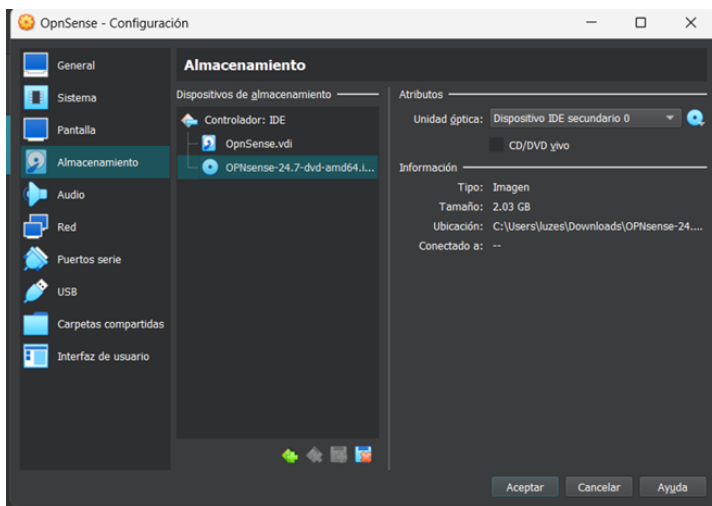 OpnSense - Configuración
General
Sistema
Pantalla
Almacenamiento
Audio
Red
Puertos serie
USB
Carpetas compartidas
Interfaz de usuario
Almacenamiento
Dispositivos de almacenamiento
Controlador: IDE
OpnSense.vdi
OPNsense-24.7-dvd-amd64.i...
Atributos
Unidad óptica: Dispositivo IDE secundario 0
CD/DVD vivo
Información
Tipo: Imagen
Tamaño: 2.03 GB
Ubicación: C:\Users\luzes\Downloads\OPNsense-24....
Conectado a: --
Aceptar Cancelar Ayuda